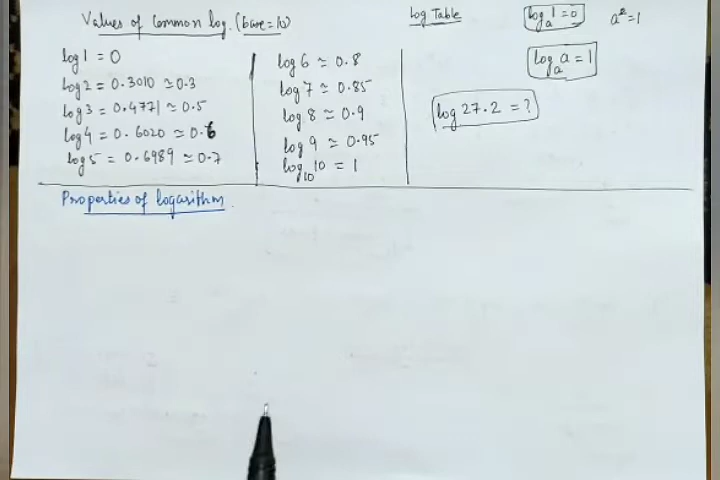 Values of Common log. (base=10)
log 1 = 0
log 2 = 0.3010 ≃ 0.3
log 3 = 0.4771 ≃ 0.5
log 4 = 0.6020 ≃ 0.6
log 5 = 0.6989 ≃ 0.7
log 6 ≃ 0.8
log 7 ≃ 0.85
log 8 ≃ 0.9
log 9 ≃ 0.95
log₁₀ 10 = 1
Log Table
logₐ 1 = 0
logₐ a = 1
log 27.2 = ?
Properties of logarithm.